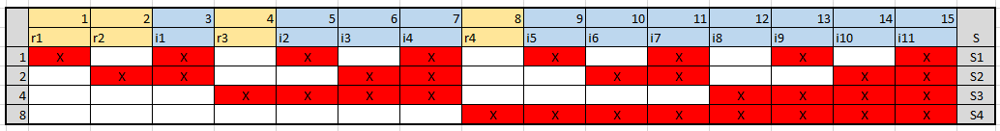 1 2 3 4 5 6 7 8 9 10 11 12 13 14 15
r1 r2 i1 r3 i2 i3 i4 r4 i5 i6 i7 i8 i9 i10 i11 S
1 X X X X X X X X S1
2 X X X X X X X X S2
4 X X X X X X X X S3
8 X X X X X X X X S4